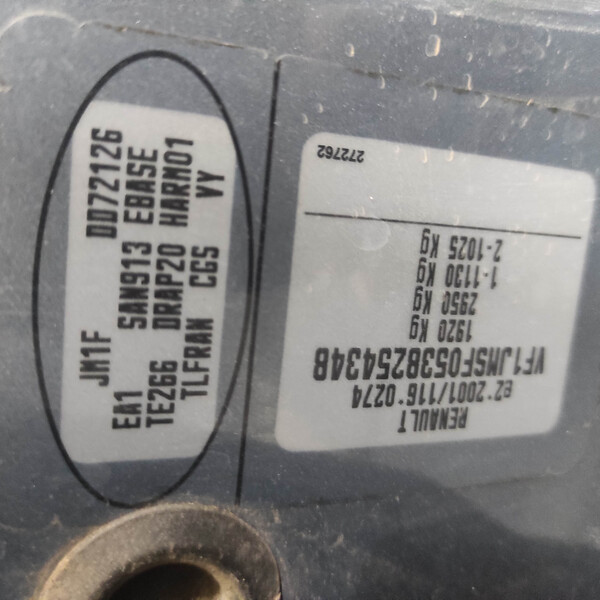 RENAULT
e2*2001/116*0274
VF1JMSF0538254348
1920 Kg
2950 Kg
1-1130 Kg
2-1025 Kg
272762
JM1F DD72126
EA1 SAN913 EBASE
TE266 DRAP20 HARM01
TLFRAN CGS VY